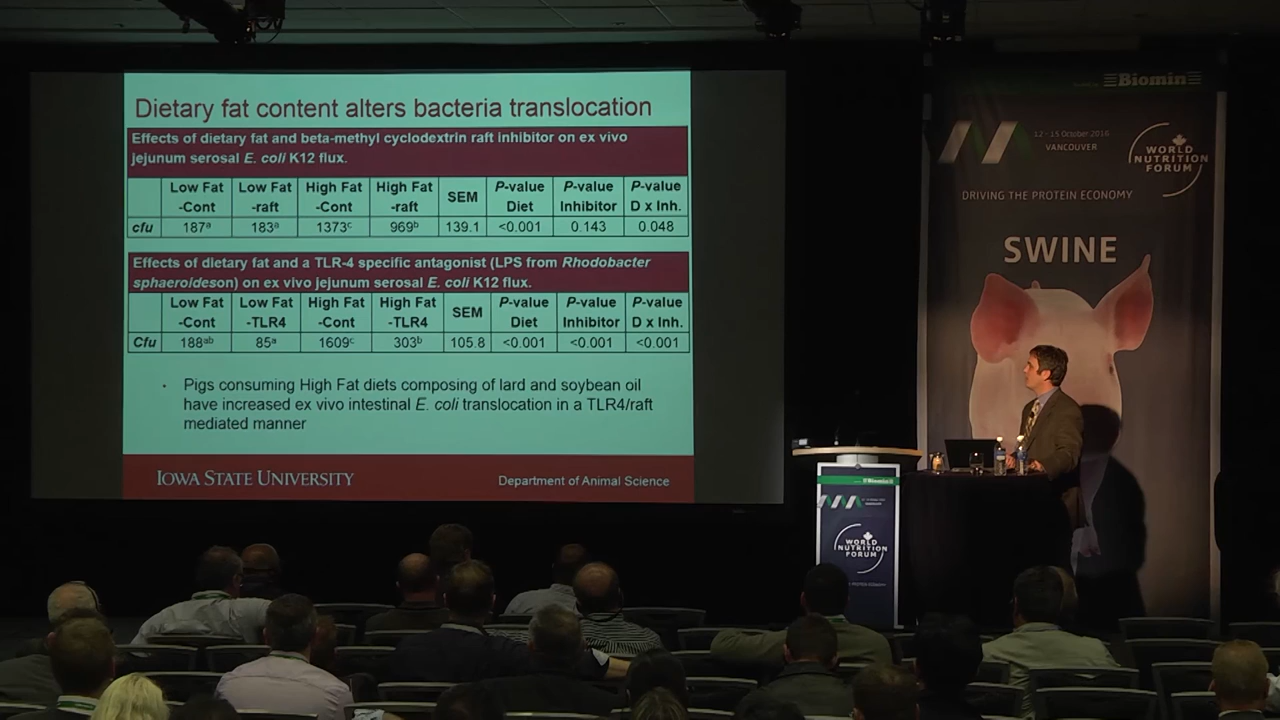 Dietary fat content alters bacteria translocation
Effects of dietary fat and beta-methyl cyclodextrin raft inhibitor on ex vivo
jejunum serosal E. coli K12 flux.
Low Fat -Cont Low Fat -raft High Fat -Cont High Fat -raft SEM P-value Diet P-value Inhibitor P-value D x Inh.
cfu 187ᵃ 183ᵃ 1373ᶜ 969ᵇ 139.1 <0.001 0.143 0.048
Effects of dietary fat and a TLR-4 specific antagonist (LPS from Rhodobacter
sphaeroideson) on ex vivo jejunum serosal E. coli K12 flux.
Low Fat -Cont Low Fat -TLR4 High Fat -Cont High Fat -TLR4 SEM P-value Diet P-value Inhibitor P-value D x Inh.
Cfu 188ᵃᵇ 85ᵃ 1609ᶜ 303ᵇ 105.8 <0.001 <0.001 <0.001
· Pigs consuming High Fat diets composing of lard and soybean oil
have increased ex vivo intestinal E. coli translocation in a TLR4/raft
mediated manner
IOWA STATE UNIVERSITY
Department of Animal Science
Biomin
12 - 15 October 2016
VANCOUVER
WORLD
NUTRITION
FORUM
DRIVING THE PROTEIN ECONOMY
SWINE
Biomin
WORLD
NUTRITION
FORUM